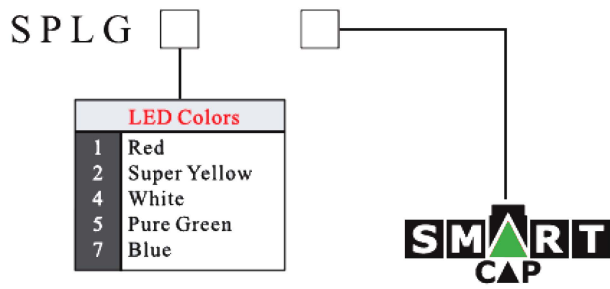 SPLG
LED Colors
1 Red
2 Super Yellow
4 White
5 Pure Green
7 Blue
SMART
CAP